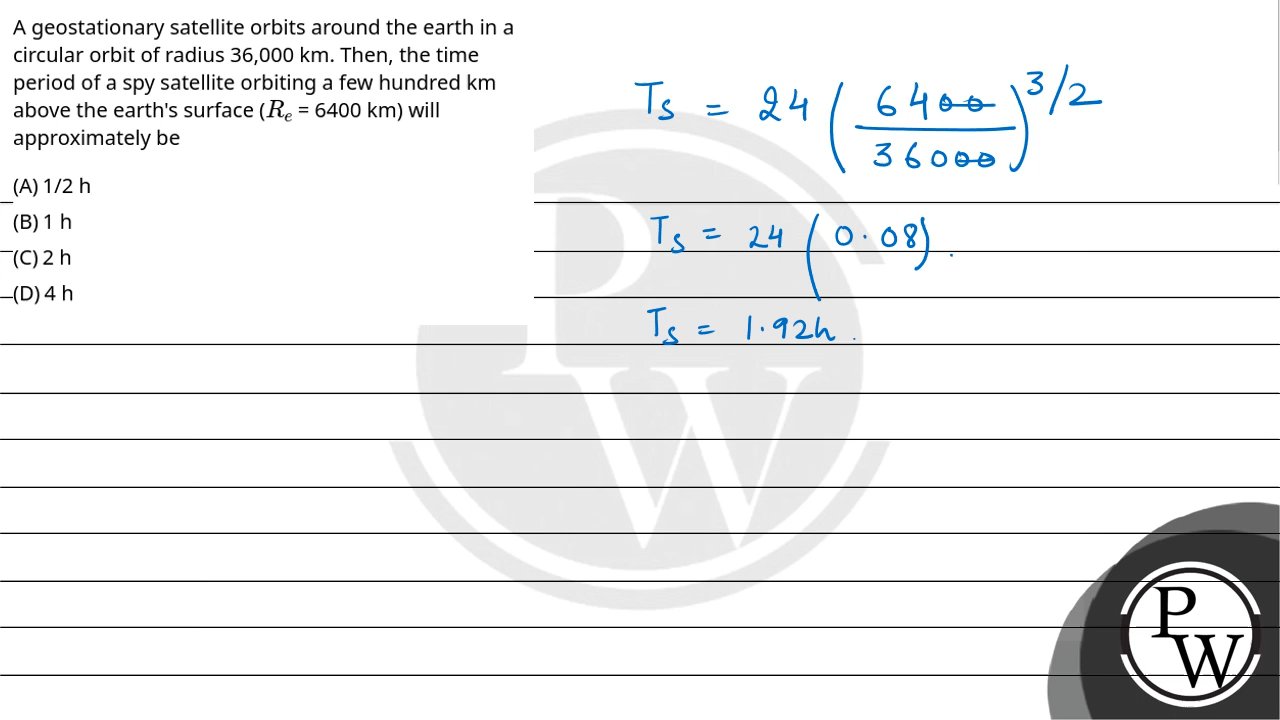 A geostationary satellite orbits around the earth in a
circular orbit of radius 36,000 km. Then, the time
period of a spy satellite orbiting a few hundred km
above the earth's surface (Rₑ = 6400 km) will
approximately be
(A) 1/2 h
(B) 1 h
(C) 2 h
(D) 4 h
Ts = 24 (6400/36000)^3/2
Ts = 24 (0.08).
Ts = 1.92h.
PW
PW